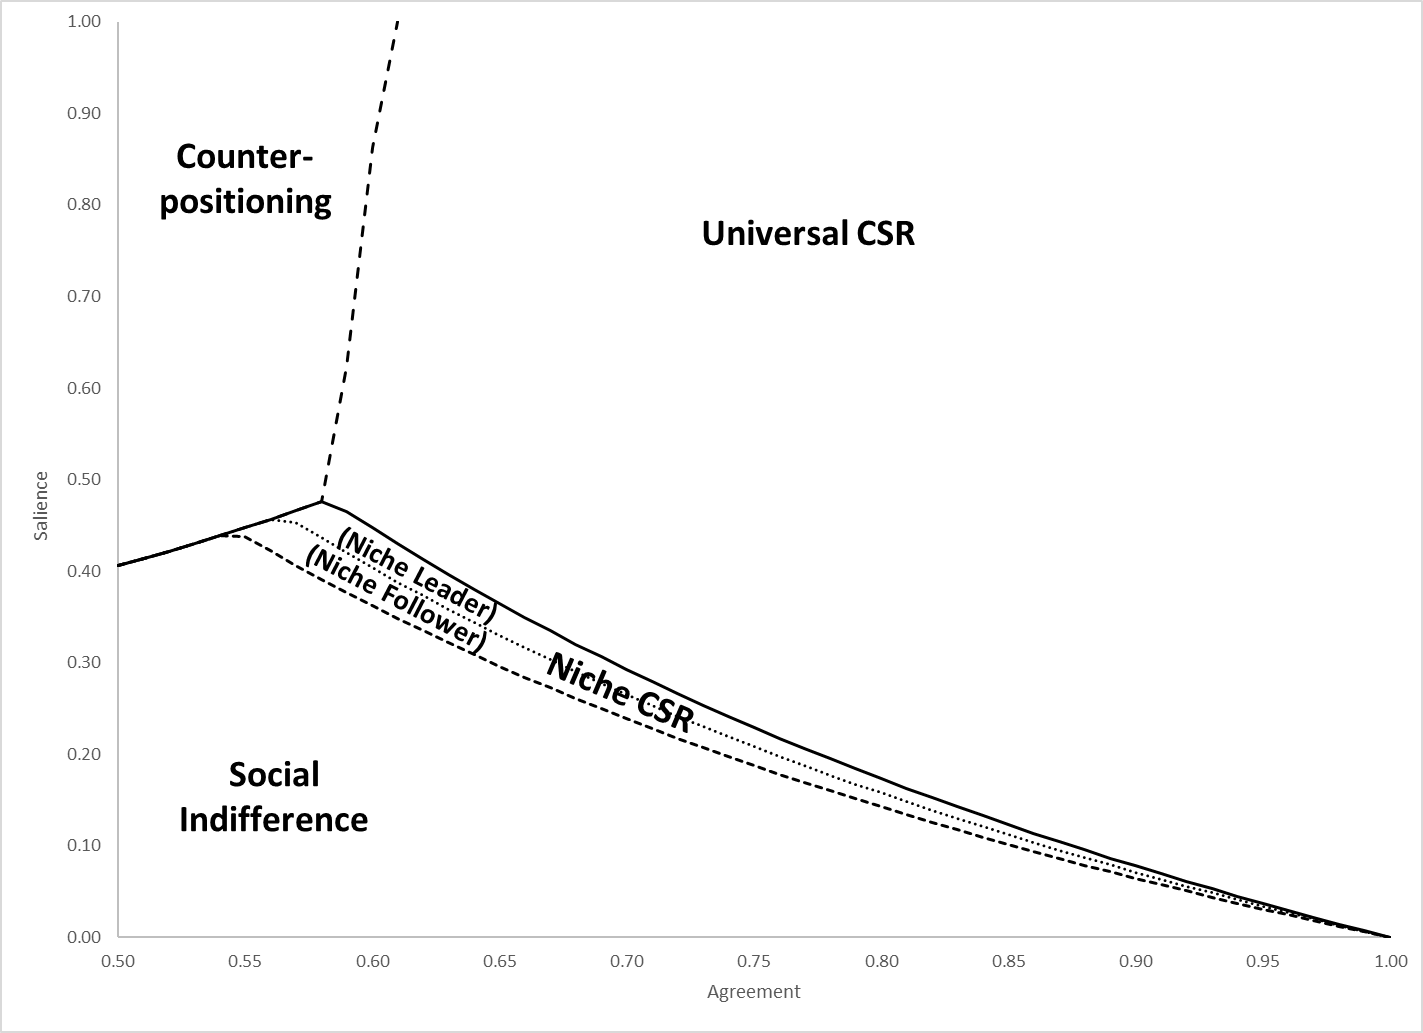 1.00
0.90
0.80
0.70
0.60
0.50
0.40
0.30
0.20
0.10
0.00
Salience
Counter-
positioning
Universal CSR
(Niche Leader)
(Niche Follower)
Niche CSR
Social
Indifference
0.50 0.55 0.60 0.65 0.70 0.75 0.80 0.85 0.90 0.95 1.00
Agreement